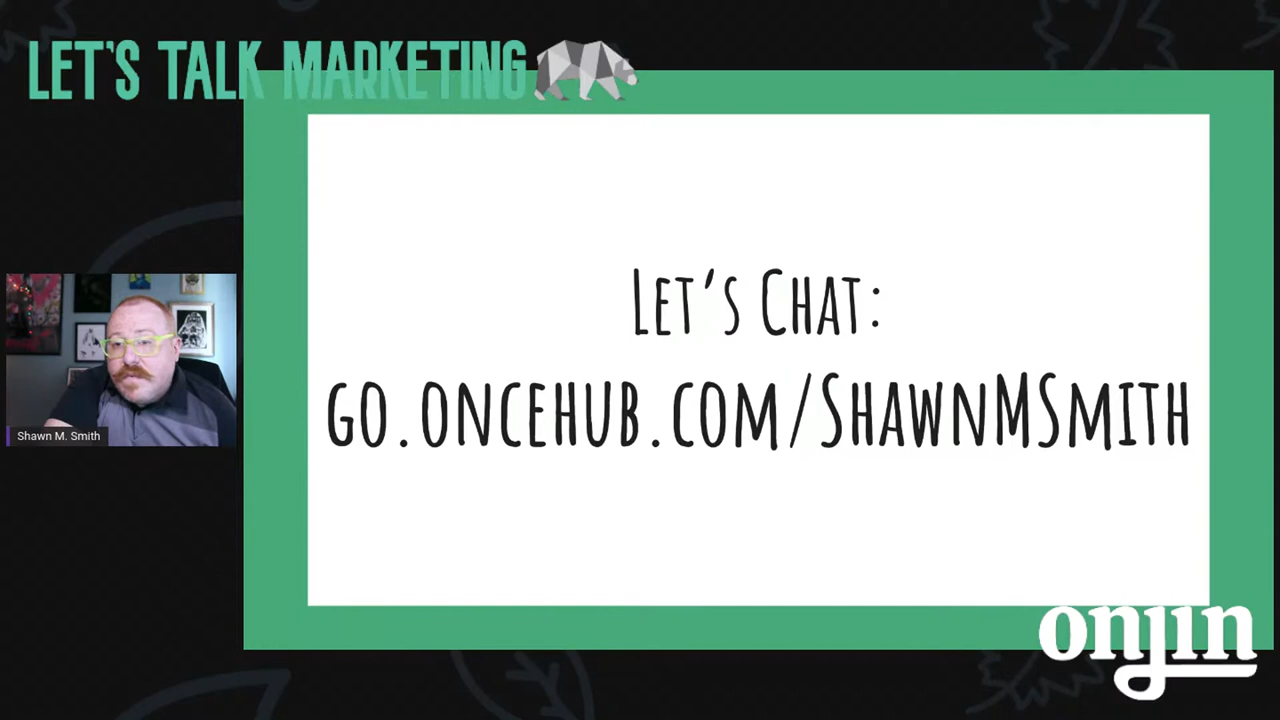 LET'S TALK MARKETING
Let's Chat:
go.oncehub.com/ShawnMSmith
Shawn M. Smith
onjin